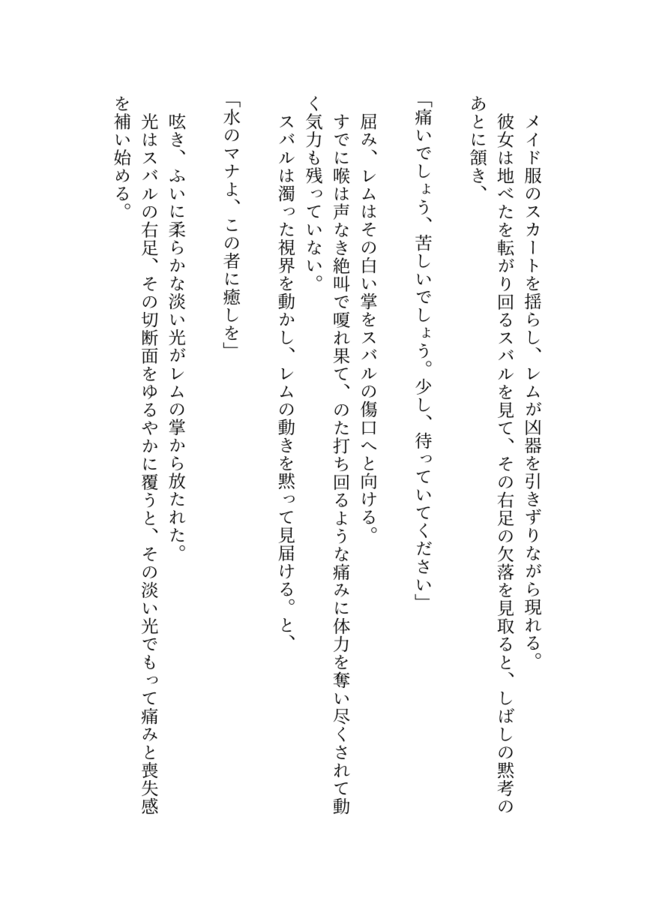 メイド服のスカートを揺らし、レムが凶器を引きずりながら現れる。
彼女は地べたを転がり回るスバルを見て、その右足の欠落を見取ると、しばしの黙考の
あとに頷き、
「痛いでしょう、苦しいでしょう。少し、待っていてください」
屈み、レムはその白い掌をスバルの傷口へと向ける。
すでに喉は声なき絶叫で嗄れ果て、のた打ち回るような痛みに体力を奪い尽くされて動
く気力も残っていない。
スバルは濁った視界を動かし、レムの動きを黙って見届ける。と、
「水のマナよ、この者に癒しを」
呟き、ふいに柔らかな淡い光がレムの掌から放たれた。
光はスバルの右足、その切断面をゆるやかに覆うと、その淡い光でもって痛みと喪失感
を補い始める。